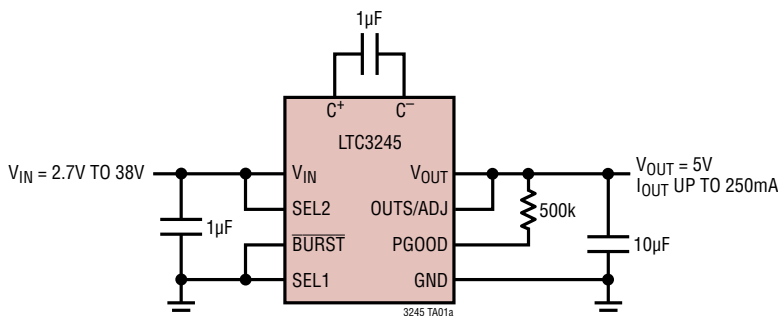 1µF
C+ C–
LTC3245
VIN = 2.7V TO 38V
VIN
VOUT
VOUT = 5V
IOUT UP TO 250mA
SEL2
OUTS/ADJ
500k
1µF
BURST
PGOOD
10µF
SEL1
GND
3245 TA01a